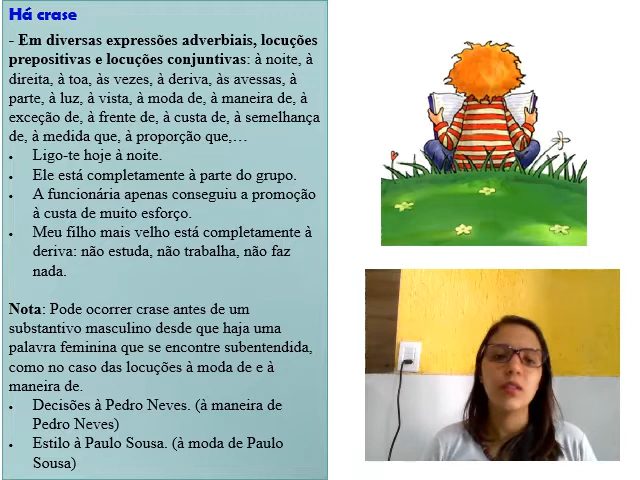 Há crase
- Em diversas expressões adverbiais, locuções
prepositivas e locuções conjuntivas: à noite, à
direita, à toa, às vezes, à deriva, às avessas, à
parte, à luz, à vista, à moda de, à maneira de, à
exceção de, à frente de, à custa de, à semelhança
de, à medida que, à proporção que,…
• Ligo-te hoje à noite.
• Ele está completamente à parte do grupo.
• A funcionária apenas conseguiu a promoção
à custa de muito esforço.
• Meu filho mais velho está completamente à
deriva: não estuda, não trabalha, não faz
nada.
Nota: Pode ocorrer crase antes de um
substantivo masculino desde que haja uma
palavra feminina que se encontre subentendida,
como no caso das locuções à moda de e à
maneira de.
• Decisões à Pedro Neves. (à maneira de
Pedro Neves)
• Estilo à Paulo Sousa. (à moda de Paulo
Sousa)